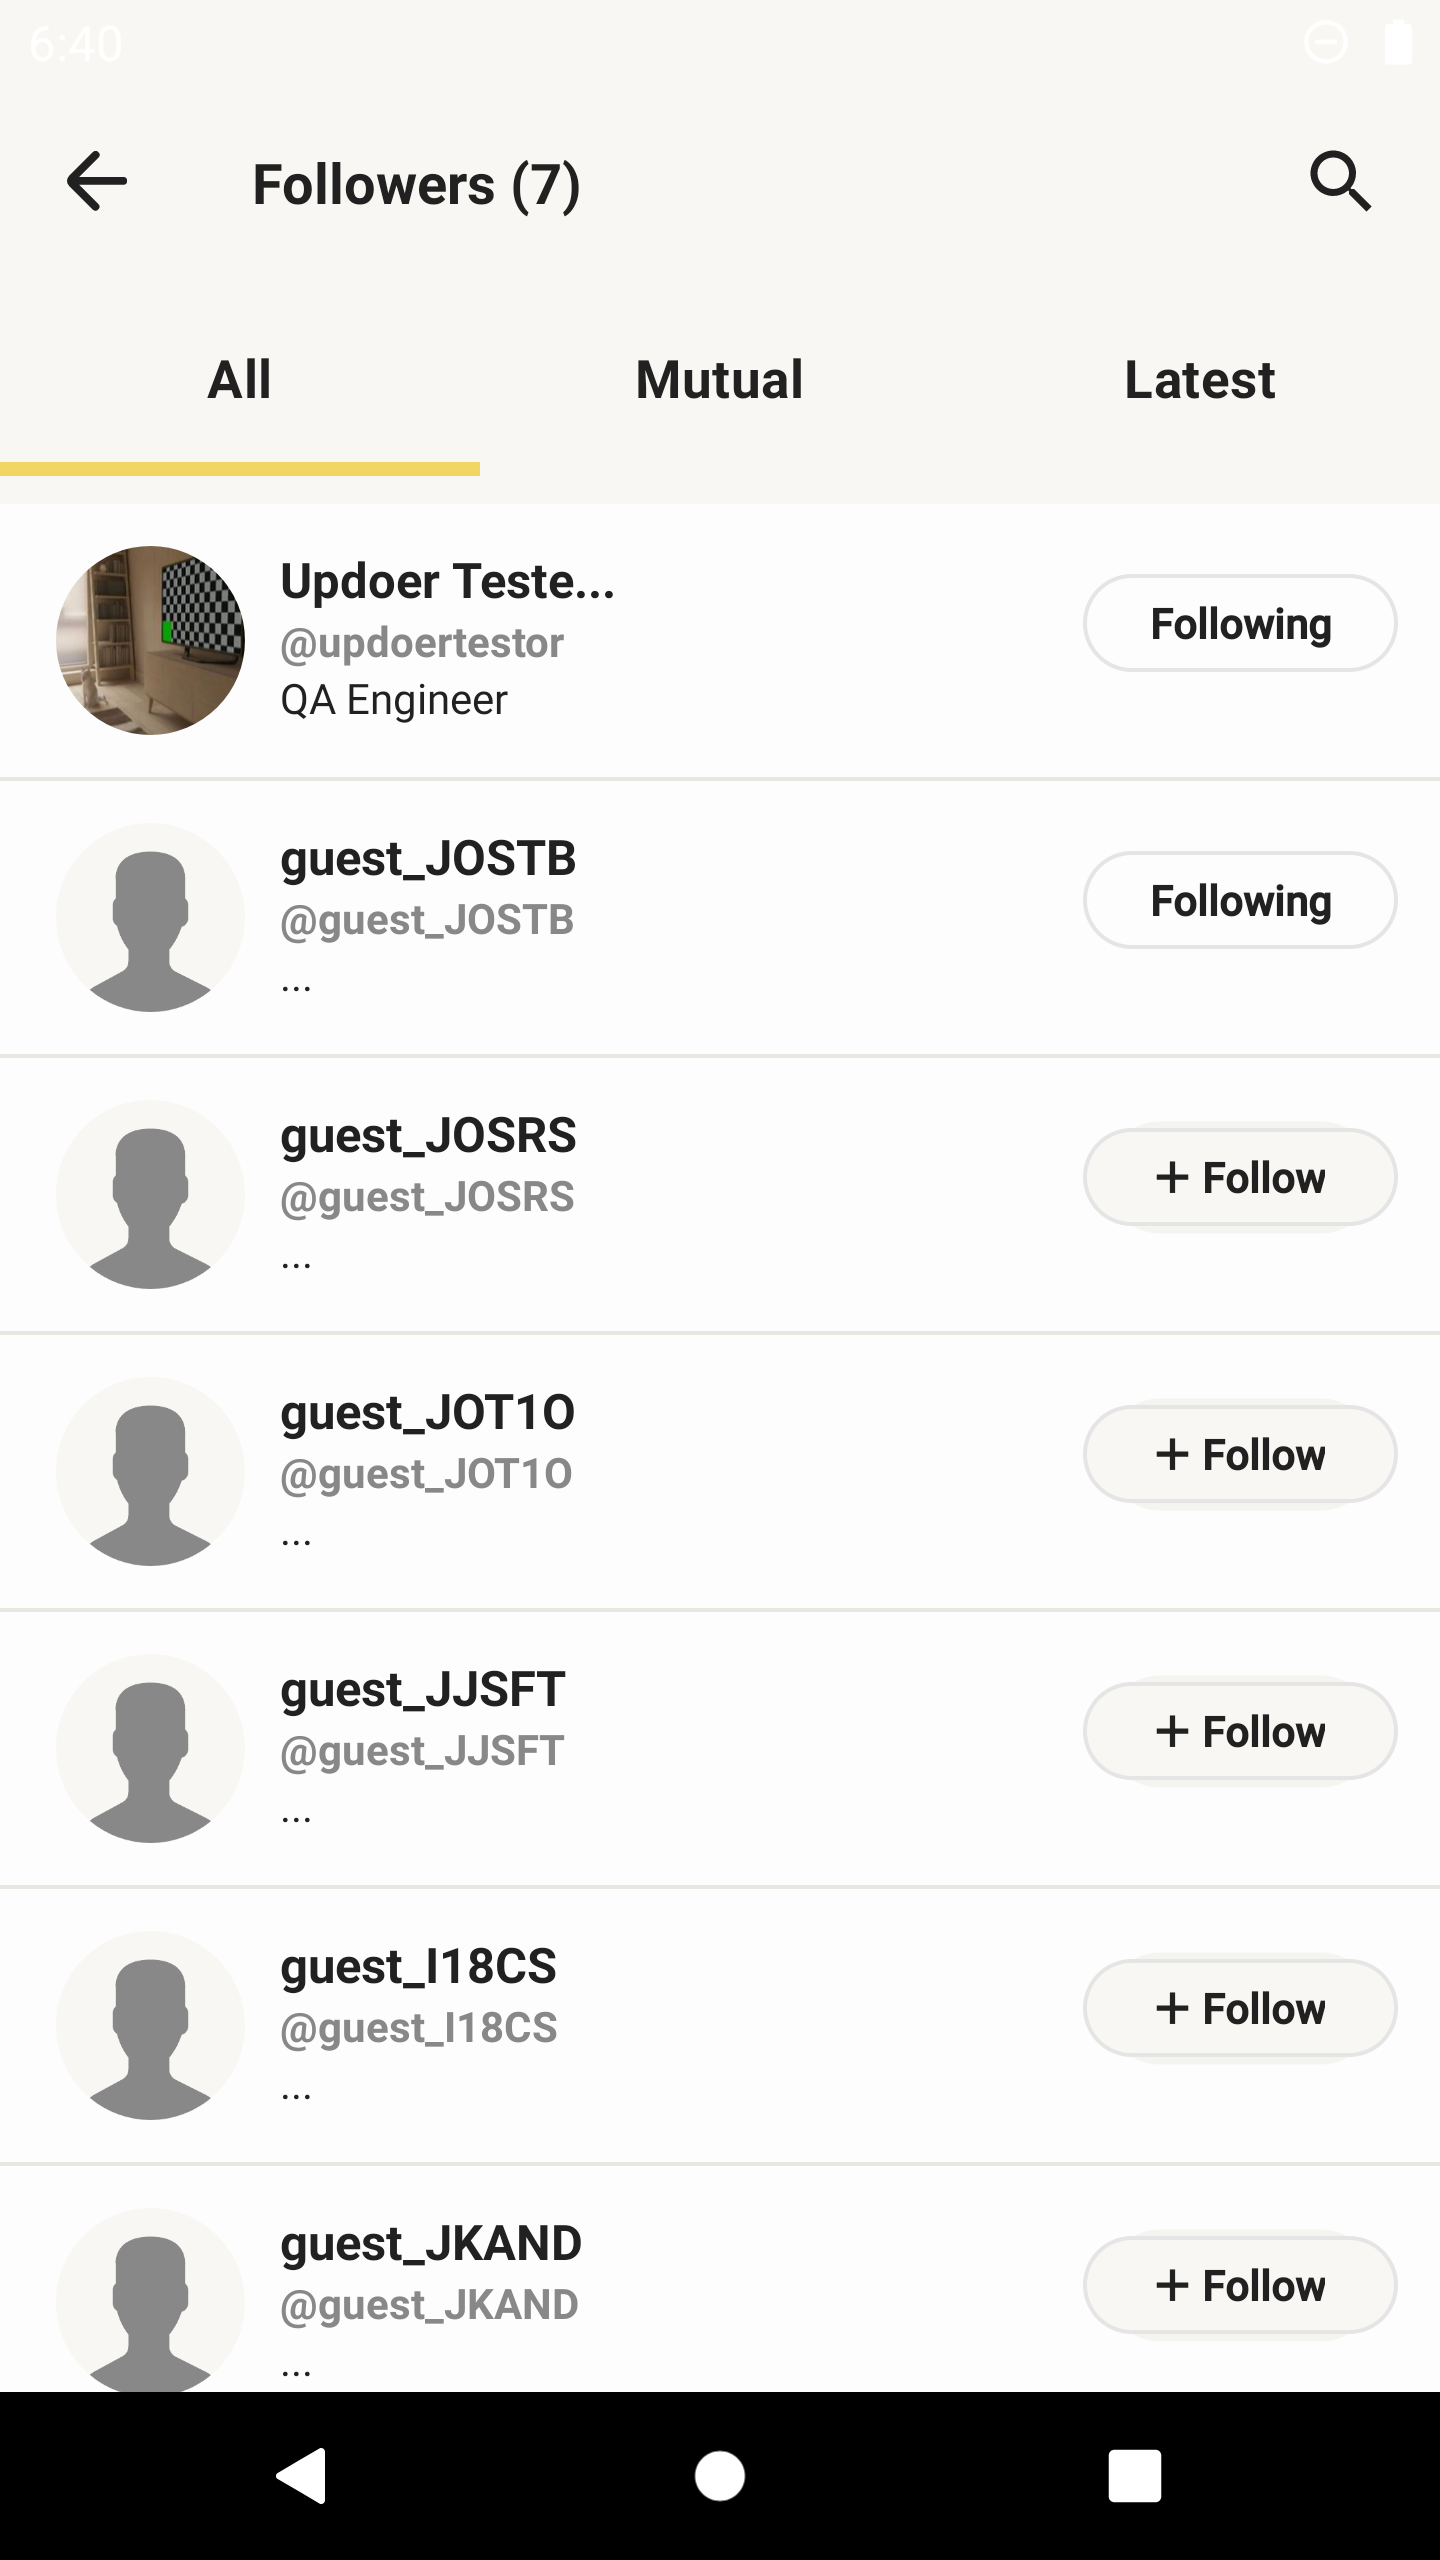 6:40
Followers (7)
All Mutual Latest
Updoer Teste...
@updoertestor
QA Engineer
Following
guest_JOSTB
@guest_JOSTB
...
Following
guest_JOSRS
@guest_JOSRS
...
+ Follow
guest_JOT1O
@guest_JOT1O
...
+ Follow
guest_JJSFT
@guest_JJSFT
...
+ Follow
guest_I18CS
@guest_I18CS
...
+ Follow
guest_JKAND
@guest_JKAND
...
+ Follow